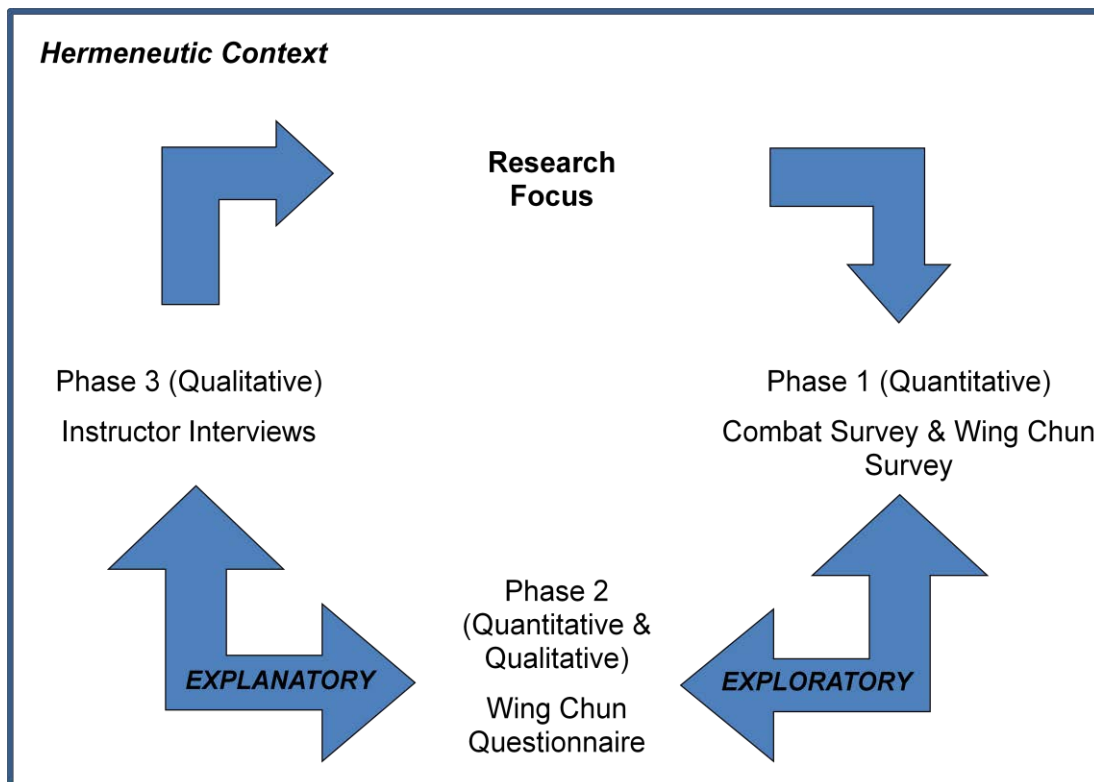 Hermeneutic Context
Research
Focus
Phase 3 (Qualitative)
Instructor Interviews
Phase 1 (Quantitative)
Combat Survey & Wing Chun
Survey
Phase 2
(Quantitative &
Qualitative)
Wing Chun
Questionnaire
EXPLANATORY
EXPLORATORY